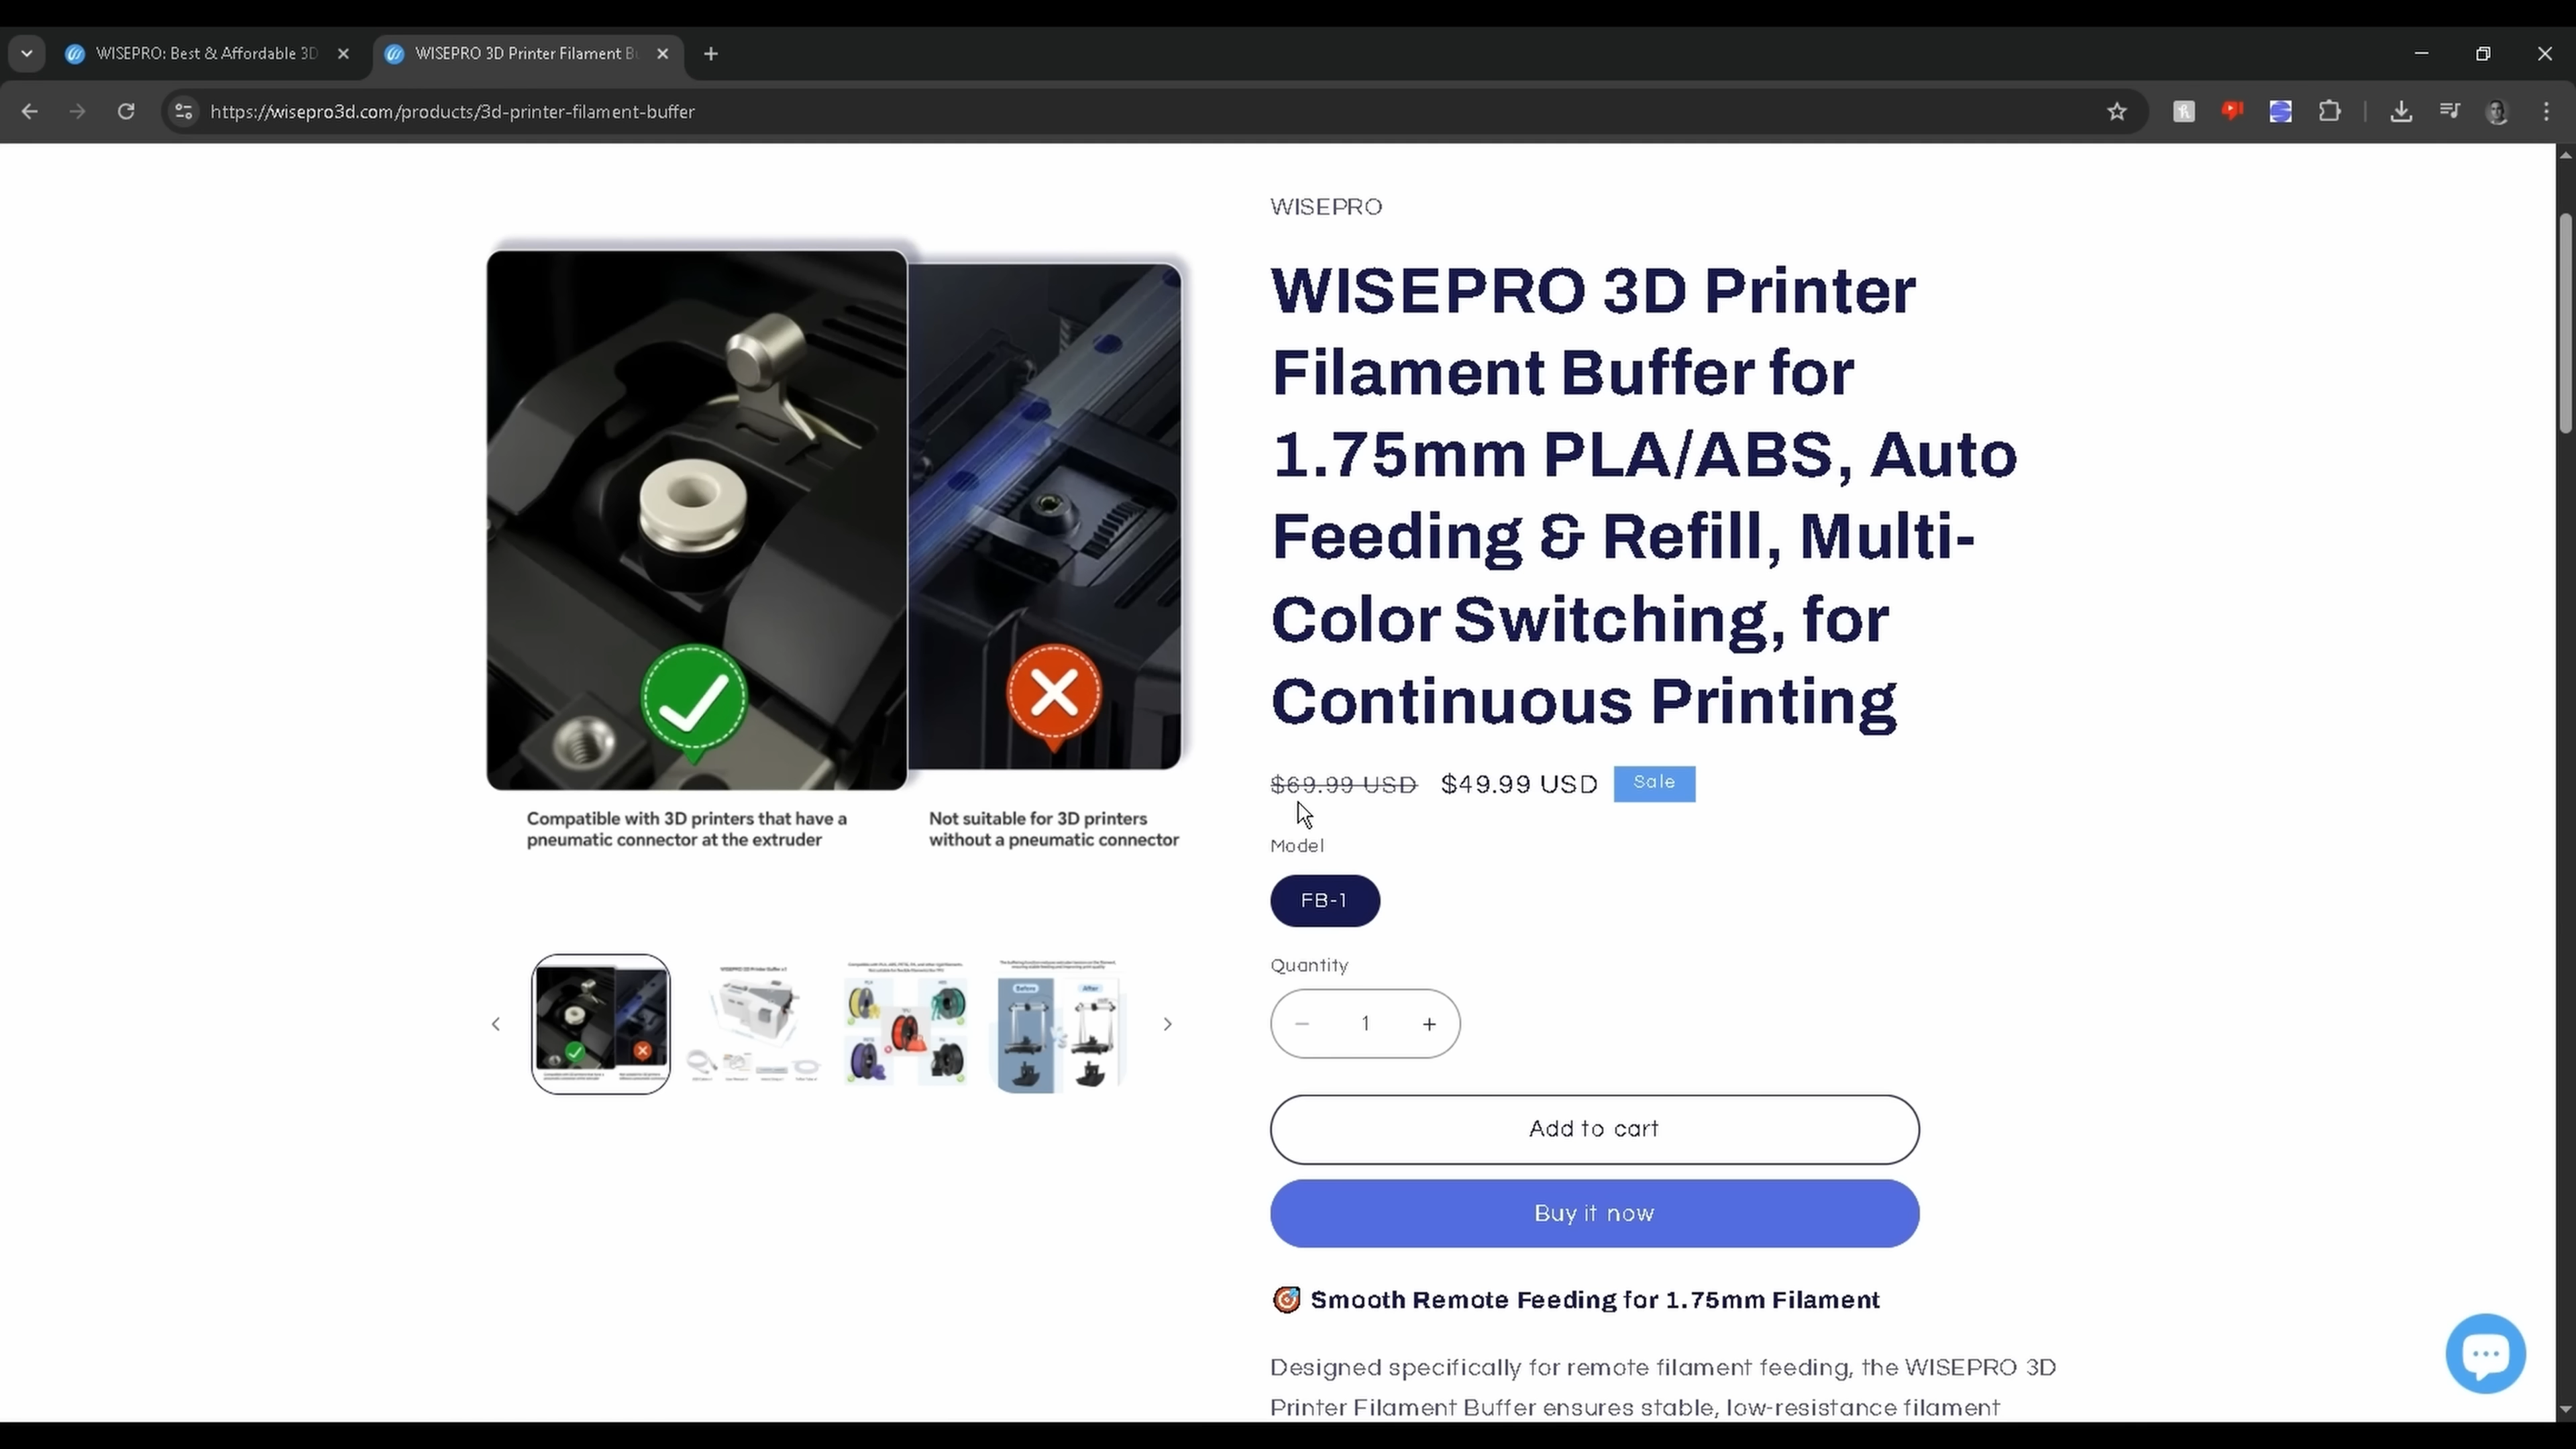 WISEPRO: Best & Affordable 3D
WISEPRO 3D Printer Filament Bu
https://wisepro3d.com/products/3d-printer-filament-buffer
WISEPRO
WISEPRO 3D Printer
Filament Buffer for
1.75mm PLA/ABS, Auto
Feeding & Refill, Multi-
Color Switching, for
Continuous Printing
$69.99 USD $49.99 USD Sale
Compatible with 3D printers that have a
pneumatic connector at the extruder
Not suitable for 3D printers
without a pneumatic connector
Model
FB-1
Quantity
1
Before
After
Add to cart
Buy it now
Smooth Remote Feeding for 1.75mm Filament
Designed specifically for remote filament feeding, the WISEPRO 3D
Printer Filament Buffer ensures stable, low-resistance filament